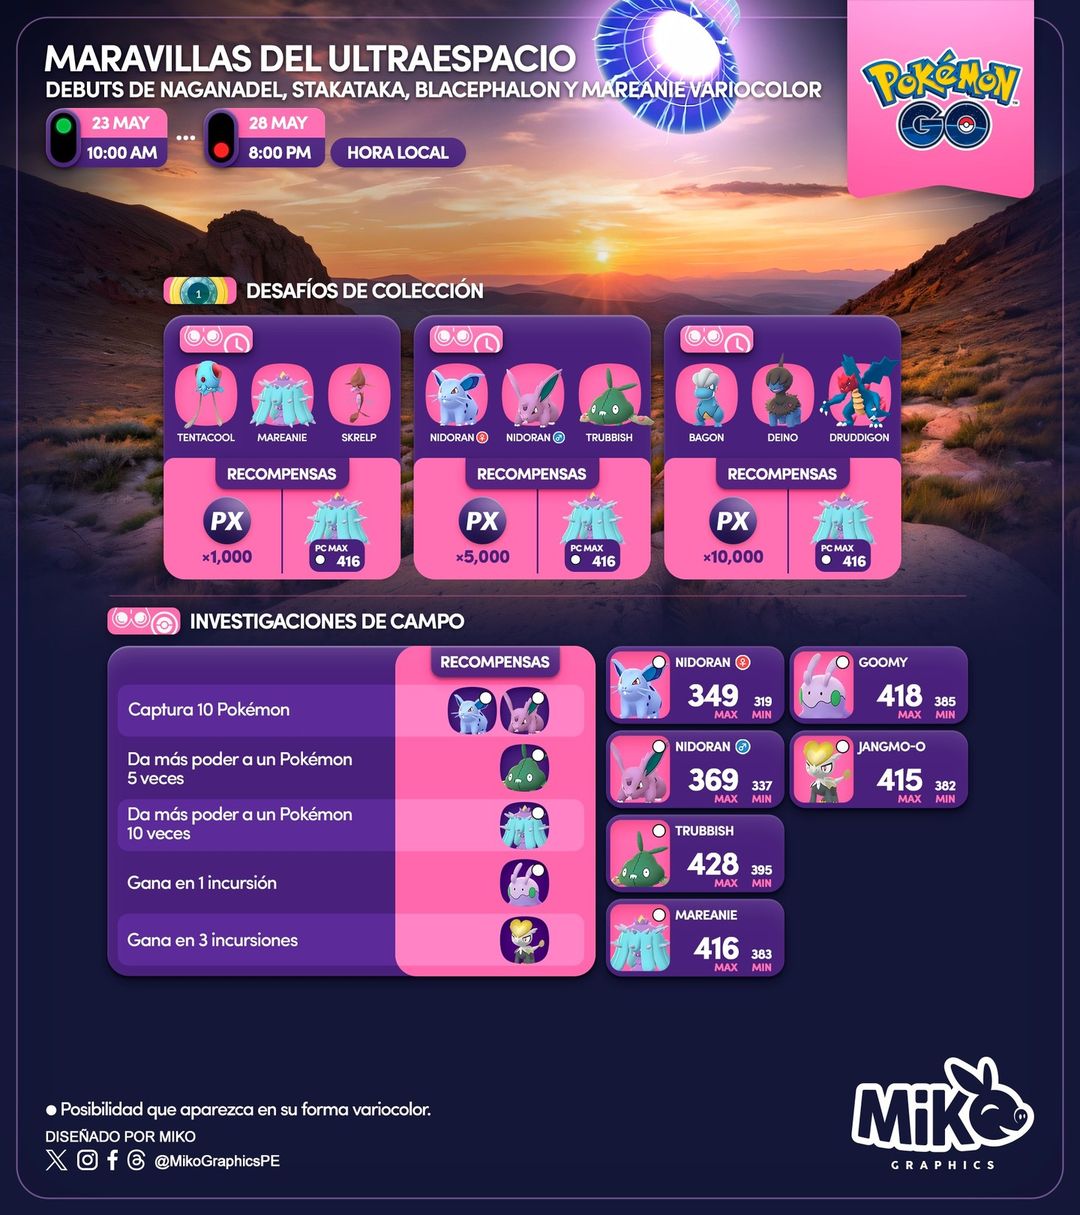 MARAVILLAS DEL ULTRAESPACIO
DEBUTS DE NAGANADEL, STAKATAKA, BLACEPHALON Y MAREANIE VARIOCOLOR
23 MAY
10:00 AM
...
28 MAY
8:00 PM
HORA LOCAL
POKéMON
GO
1
DESAFÍOS DE COLECCIÓN
TENTACOOL
MAREANIE
SKRELP
RECOMPENSAS
PX
×1,000
PC MAX
416
NIDORAN ♀
NIDORAN ♂
TRUBBISH
RECOMPENSAS
PX
×5,000
PC MAX
416
BAGON
DEINO
DRUDDIGON
RECOMPENSAS
PX
×10,000
PC MAX
416
INVESTIGACIONES DE CAMPO
RECOMPENSAS
Captura 10 Pokémon
Da más poder a un Pokémon
5 veces
Da más poder a un Pokémon
10 veces
Gana en 1 incursión
Gana en 3 incursiones
NIDORAN ♀
349 319
MAX MIN
GOOMY
418 385
MAX MIN
NIDORAN ♂
369 337
MAX MIN
JANGMO-O
415 382
MAX MIN
TRUBBISH
428 395
MAX MIN
MAREANIE
416 383
MAX MIN
Posibilidad que aparezca en su forma variocolor.
DISEÑADO POR MIKO
@MikoGraphicsPE
MiKO
GRAPHICS